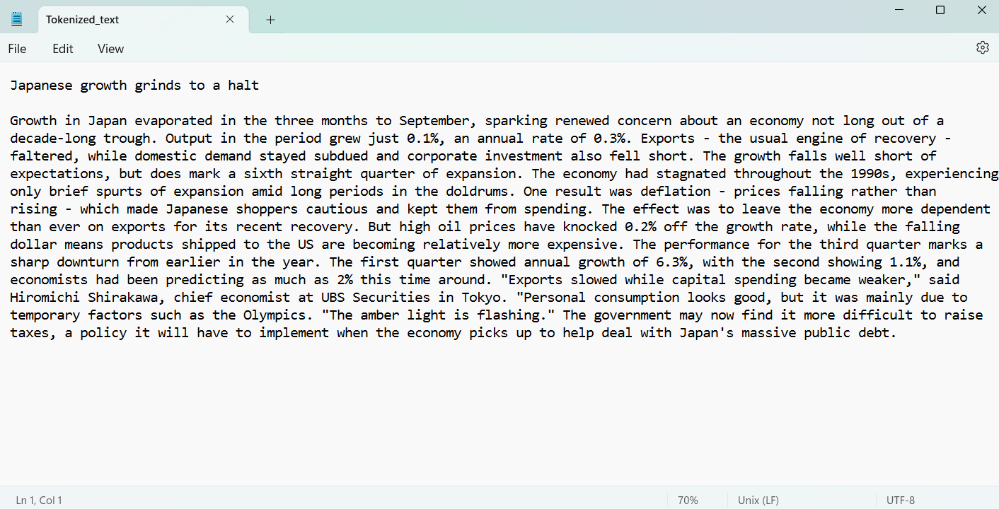 Tokenized_text
File Edit View
Japanese growth grinds to a halt
Growth in Japan evaporated in the three months to September, sparking renewed concern about an economy not long out of a
decade-long trough. Output in the period grew just 0.1%, an annual rate of 0.3%. Exports - the usual engine of recovery -
faltered, while domestic demand stayed subdued and corporate investment also fell short. The growth falls well short of
expectations, but does mark a sixth straight quarter of expansion. The economy had stagnated throughout the 1990s, experiencing
only brief spurts of expansion amid long periods in the doldrums. One result was deflation - prices falling rather than
rising - which made Japanese shoppers cautious and kept them from spending. The effect was to leave the economy more dependent
than ever on exports for its recent recovery. But high oil prices have knocked 0.2% off the growth rate, while the falling
dollar means products shipped to the US are becoming relatively more expensive. The performance for the third quarter marks a
sharp downturn from earlier in the year. The first quarter showed annual growth of 6.3%, with the second showing 1.1%, and
economists had been predicting as much as 2% this time around. "Exports slowed while capital spending became weaker," said
Hiromichi Shirakawa, chief economist at UBS Securities in Tokyo. "Personal consumption looks good, but it was mainly due to
temporary factors such as the Olympics. "The amber light is flashing." The government may now find it more difficult to raise
taxes, a policy it will have to implement when the economy picks up to help deal with Japan's massive public debt.
Ln 1, Col 1 70% Unix (LF) UTF-8